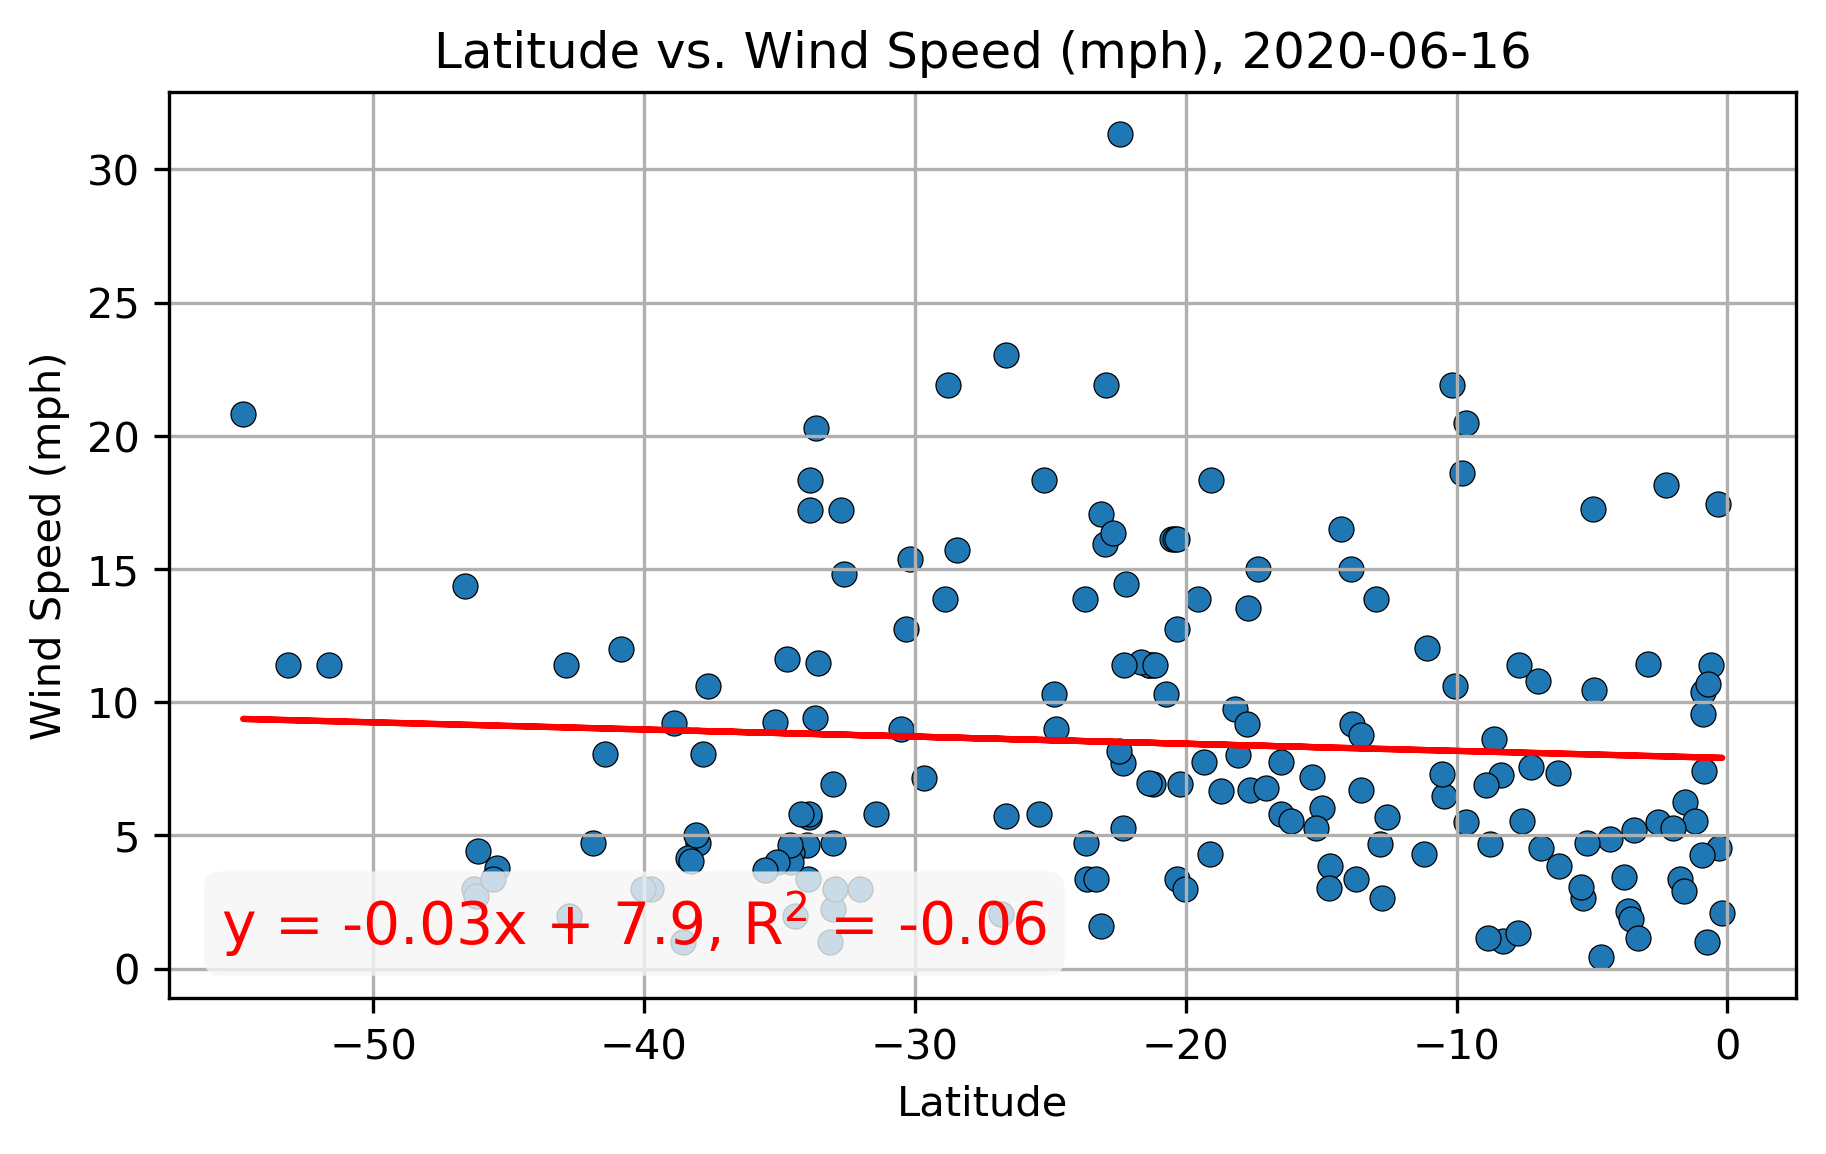 Latitude vs. Wind Speed (mph), 2020-06-16
30
25
20
15
10
5
0
Wind Speed (mph)
y = -0.03x + 7.9, R² = -0.06
−50 −40 −30 −20 −10 0
Latitude